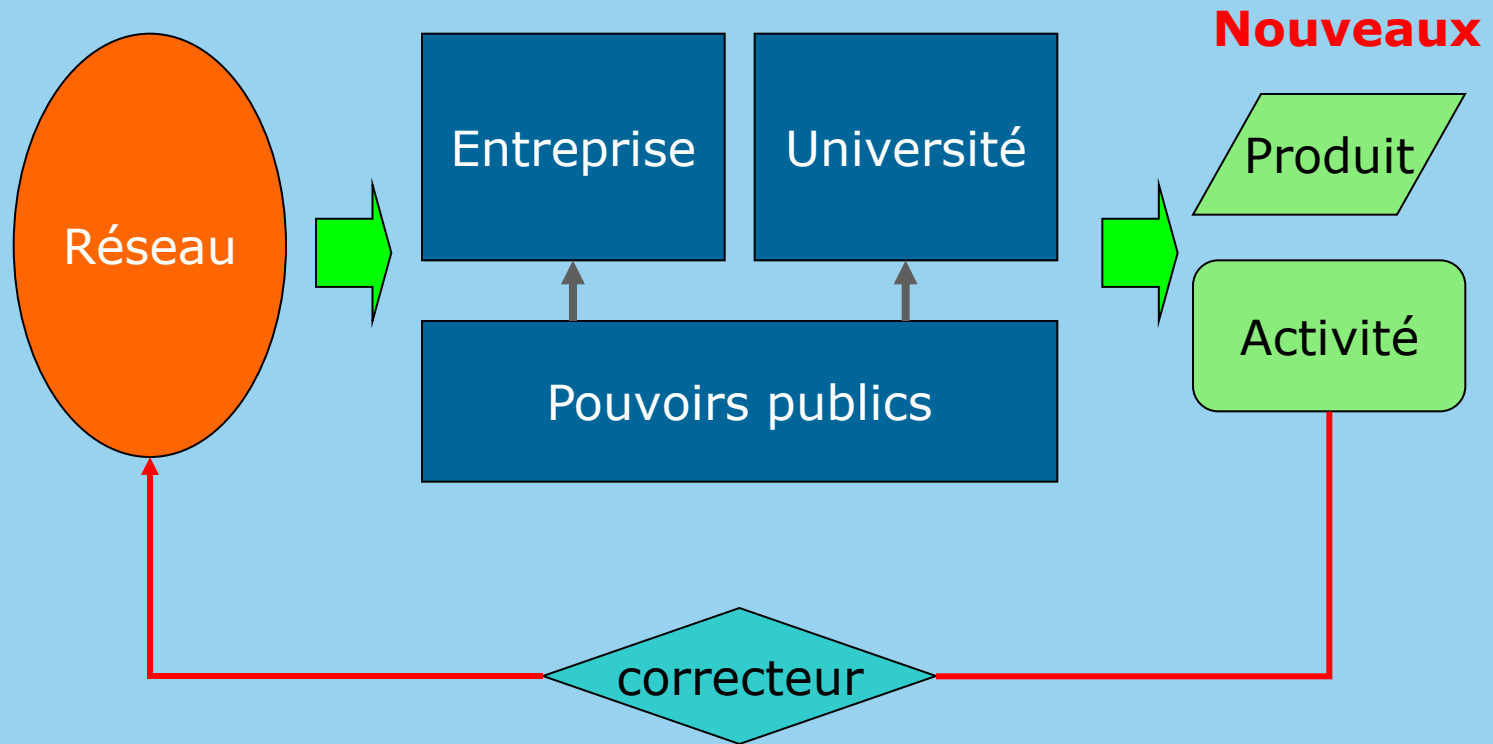 Nouveaux
Réseau
Entreprise
Université
Produit
Activité
Pouvoirs publics
correcteur